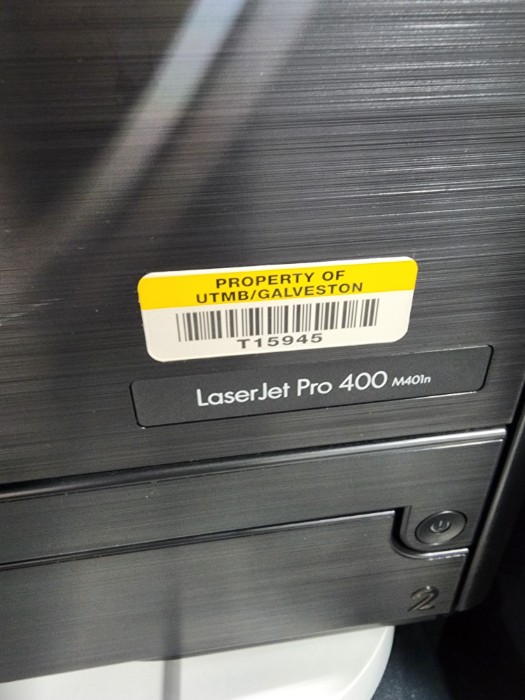 PROPERTY OF
UTMB/GALVESTON
T15945
LaserJet Pro 400 M401n
2